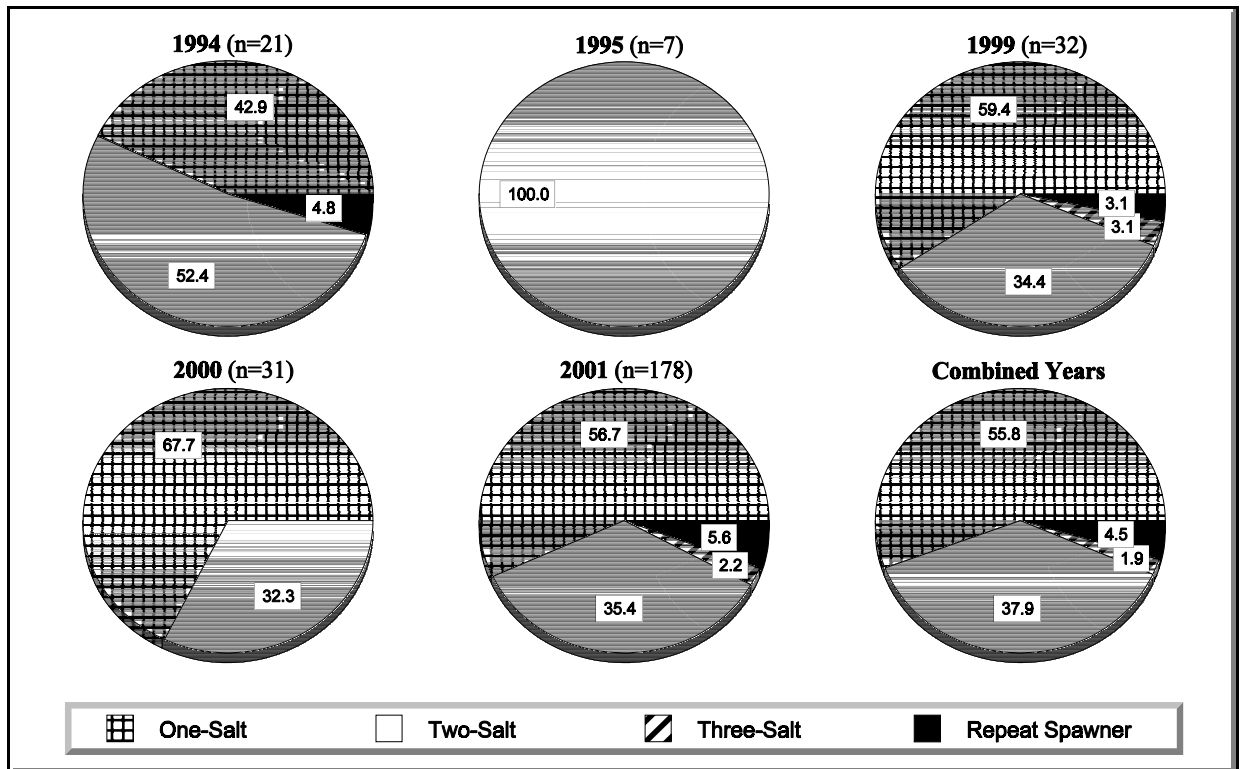 1994 (n=21)
1995 (n=7)
1999 (n=32)
42.9
4.8
52.4
100.0
59.4
3.1
3.1
34.4
2000 (n=31)
2001 (n=178)
Combined Years
67.7
32.3
56.7
5.6
2.2
35.4
55.8
4.5
1.9
37.9
One-Salt
Two-Salt
Three-Salt
Repeat Spawner